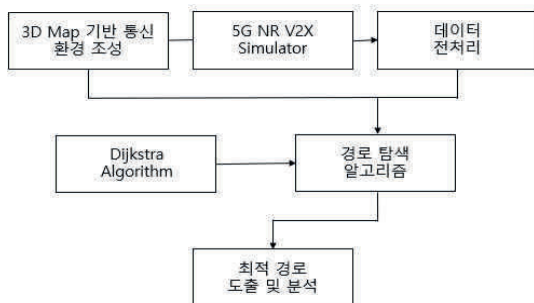 3D Map 기반 통신
환경 조성
5G NR V2X
Simulator
데이터
전처리
Dijkstra
Algorithm
경로 탐색
알고리즘
최적 경로
도출 및 분석